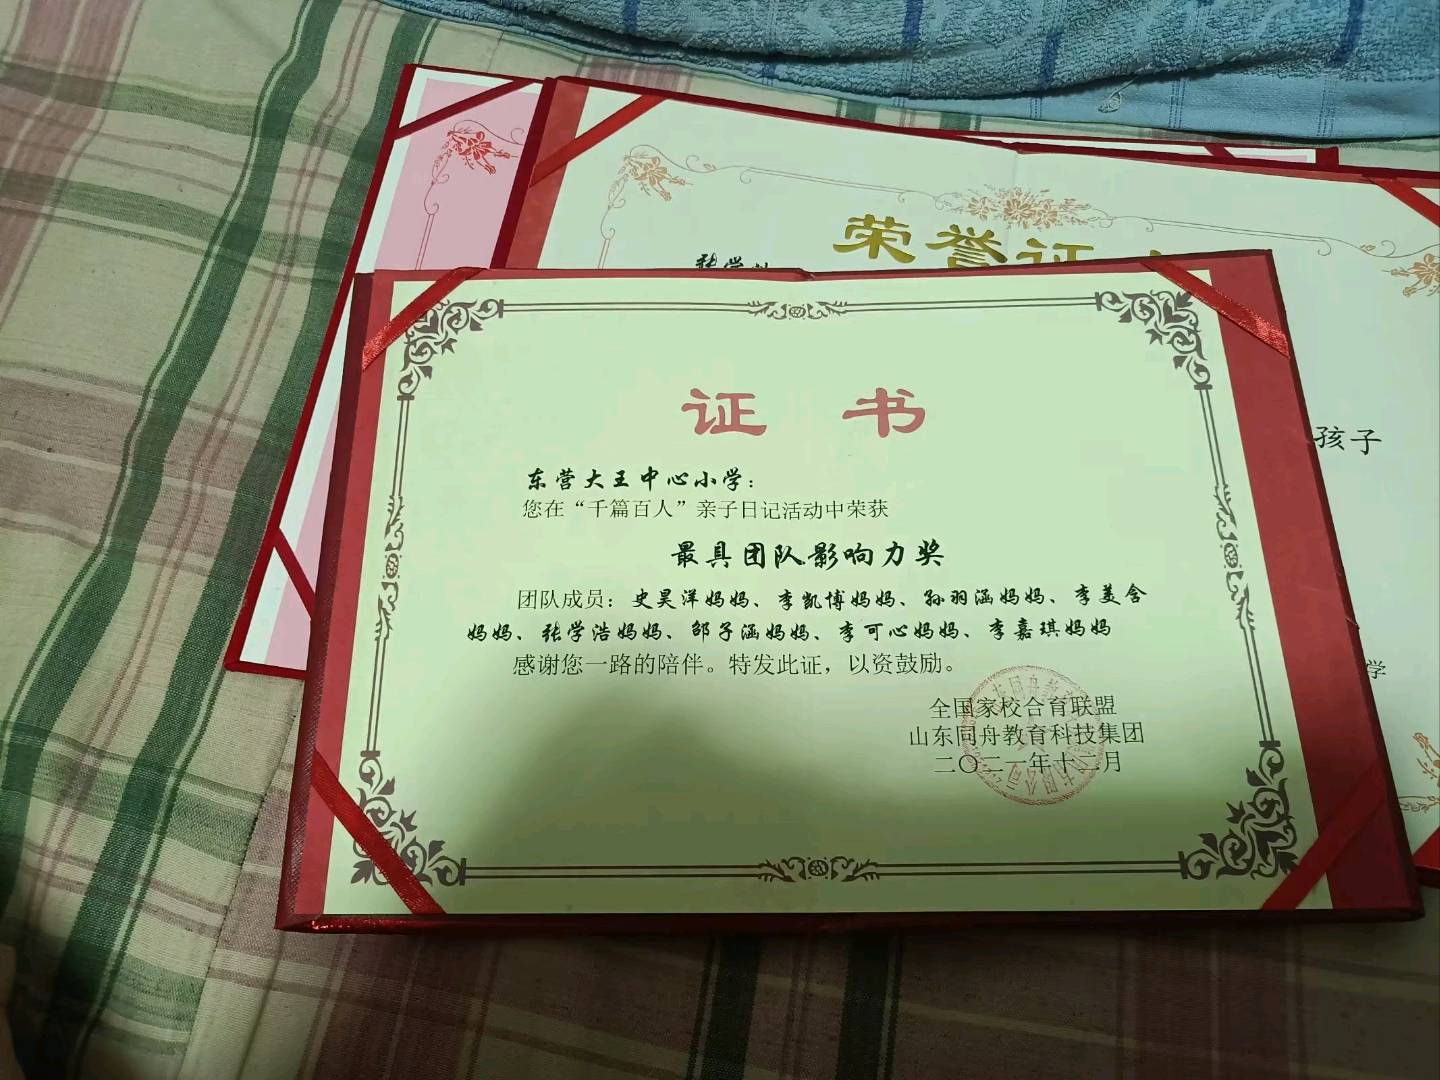 荣誉证
张学
孩子
学
证 书
东营大王中心小学：
您在“千篇百人”亲子日记活动中荣获
最具团队影响力奖
团队成员：史昊洋妈妈、李凯博妈妈、孙羽涵妈妈、李美含
妈妈、张学浩妈妈、邰子涵妈妈、李可心妈妈、李嘉琪妈妈
感谢您一路的陪伴。特发此证，以资鼓励。
全国家校合育联盟
山东同舟教育科技集团
二〇二一年十二月